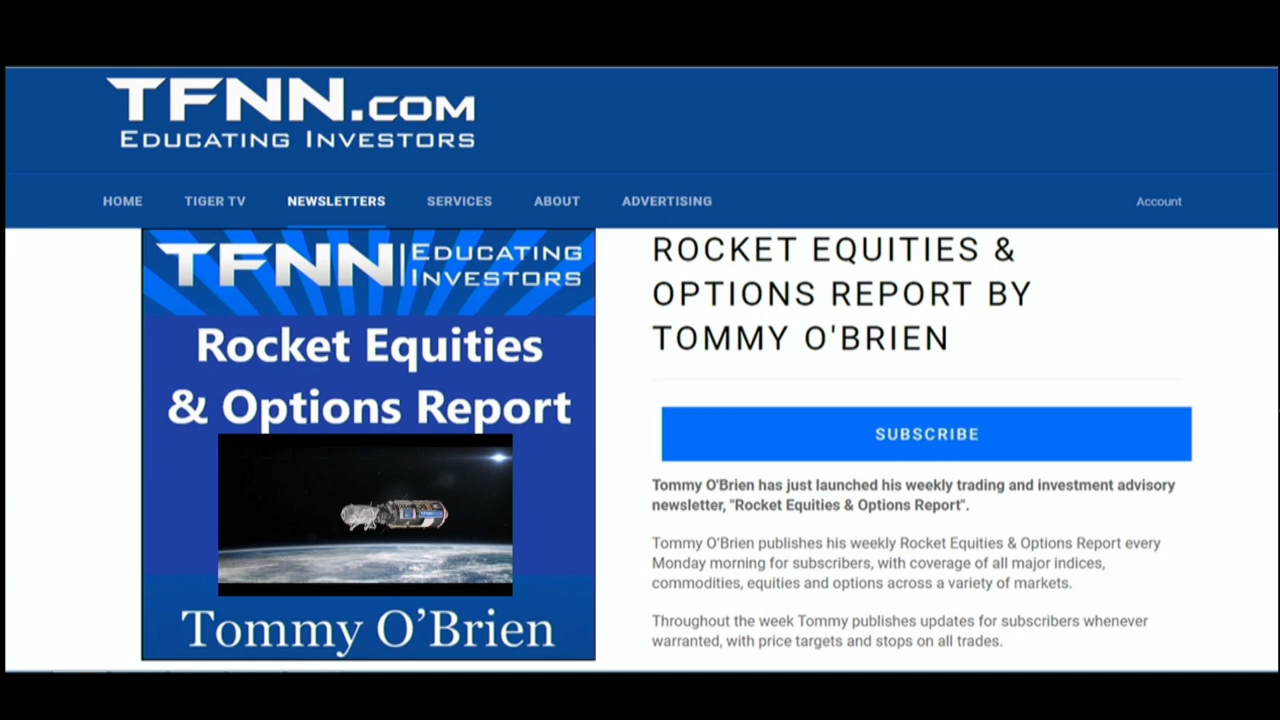 TFNN.COM
EDUCATING INVESTORS
HOME TIGER TV NEWSLETTERS SERVICES ABOUT ADVERTISING Account
TFNN EDUCATING
INVESTORS
Rocket Equities
& Options Report
Tommy O’Brien
ROCKET EQUITIES &
OPTIONS REPORT BY
TOMMY O'BRIEN
SUBSCRIBE
Tommy O'Brien has just launched his weekly trading and investment advisory
newsletter, "Rocket Equities & Options Report".
Tommy O'Brien publishes his weekly Rocket Equities & Options Report every
Monday morning for subscribers, with coverage of all major indices,
commodities, equities and options across a variety of markets.
Throughout the week Tommy publishes updates for subscribers whenever
warranted, with price targets and stops on all trades.